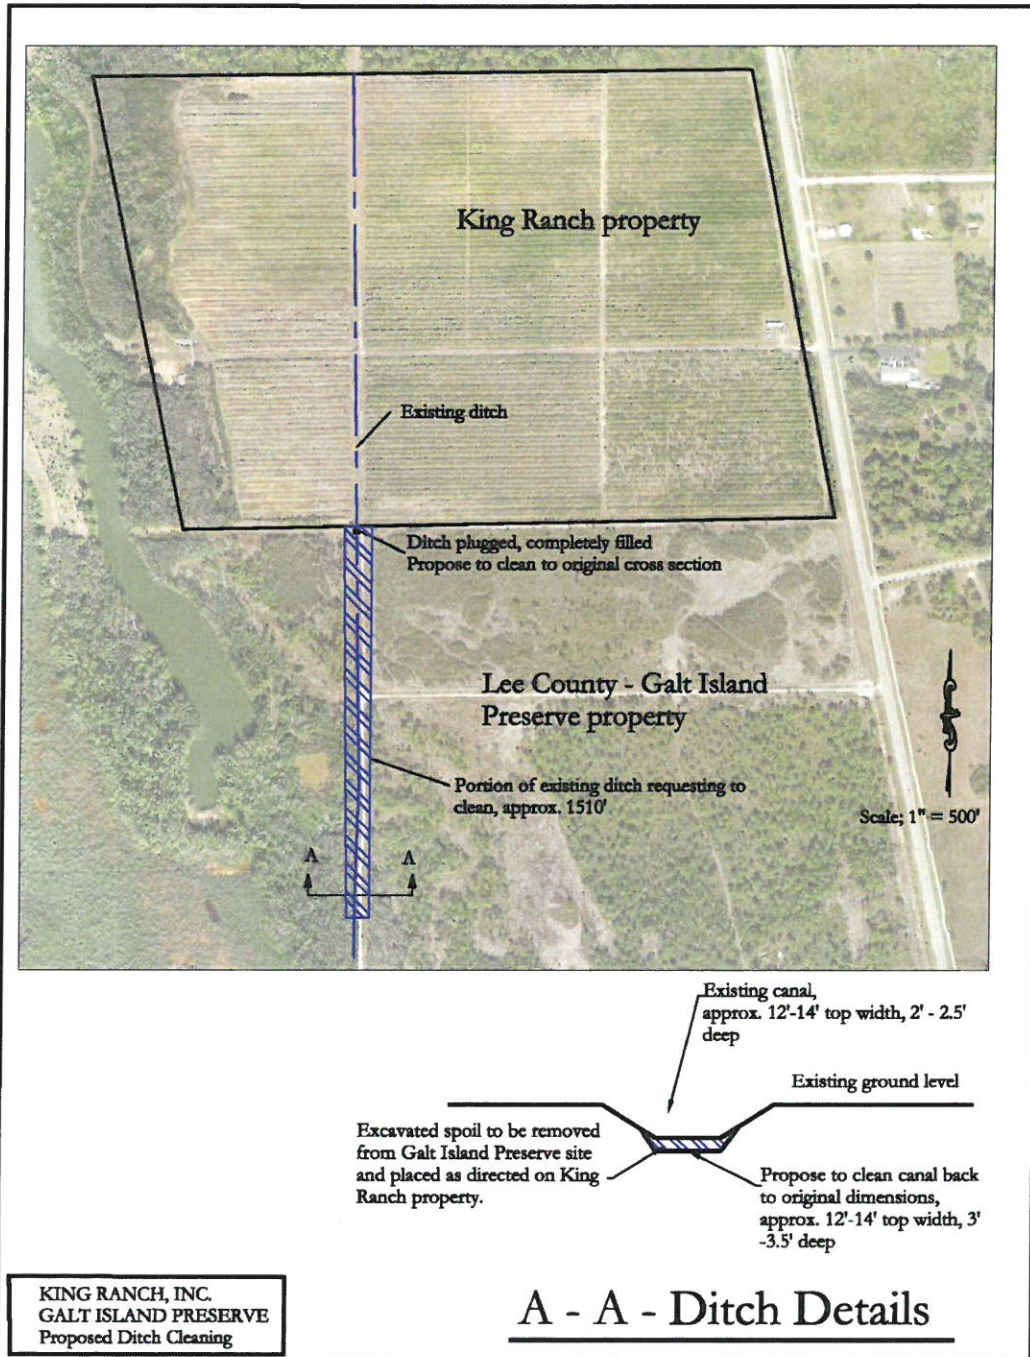 King Ranch property
Existing ditch
Ditch plugged, completely filled
Propose to clean to original cross section
Lee County - Galt Island
Preserve property
Portion of existing ditch requesting to
clean, approx. 1510'
Scale; 1" = 500'
A
A
Existing canal,
approx. 12'-14' top width, 2' - 2.5'
deep
Existing ground level
Excavated spoil to be removed
from Galt Island Preserve site
and placed as directed on King
Ranch property.
Propose to clean canal back
to original dimensions,
approx. 12'-14' top width, 3'
-3.5' deep
KING RANCH, INC.
GALT ISLAND PRESERVE
Proposed Ditch Cleaning
A - A - Ditch Details